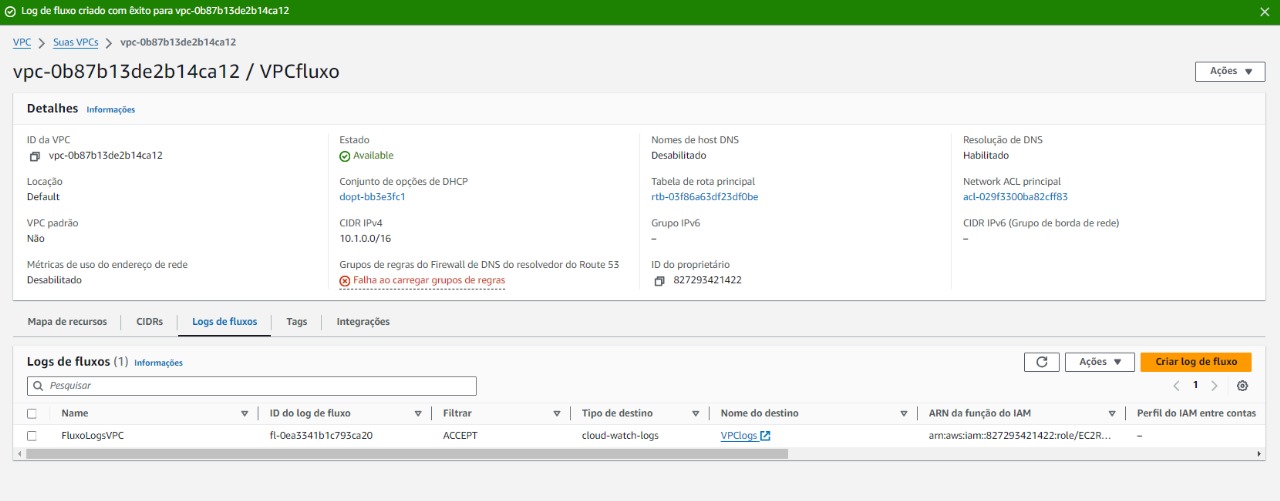 Log de fluxo criado com êxito para vpc-0b87b13de2b14ca12
VPC > Suas VPCs > vpc-0b87b13de2b14ca12
vpc-0b87b13de2b14ca12 / VPCfluxo
Ações
Detalhes Informações
ID da VPC
vpc-0b87b13de2b14ca12
Estado
Available
Nomes de host DNS
Desabilitado
Resolução de DNS
Habilitado
Locação
Default
Conjunto de opções de DHCP
dopt-bb3e3fc1
Tabela de rota principal
rtb-03f86a63df23df0be
Network ACL principal
acl-029f3300ba82cff83
VPC padrão
Não
CIDR IPv4
10.1.0.0/16
Grupo IPv6
–
CIDR IPv6 (Grupo de borda de rede)
–
Métricas de uso do endereço de rede
Desabilitado
Grupos de regras do Firewall de DNS do resolvedor do Route 53
Falha ao carregar grupos de regras
ID do proprietário
827293421422
Mapa de recursos CIDRs Logs de fluxos Tags Integrações
Logs de fluxos (1) Informações
Ações Criar log de fluxo
Pesquisar
1
Name ID do log de fluxo Filtrar Tipo de destino Nome do destino ARN da função do IAM Perfil do IAM entre contas
FluxoLogsVPC fl-0ea3341b1c793ca20 ACCEPT cloud-watch-logs VPClogs arn:aws:iam::827293421422:role/EC2R... –